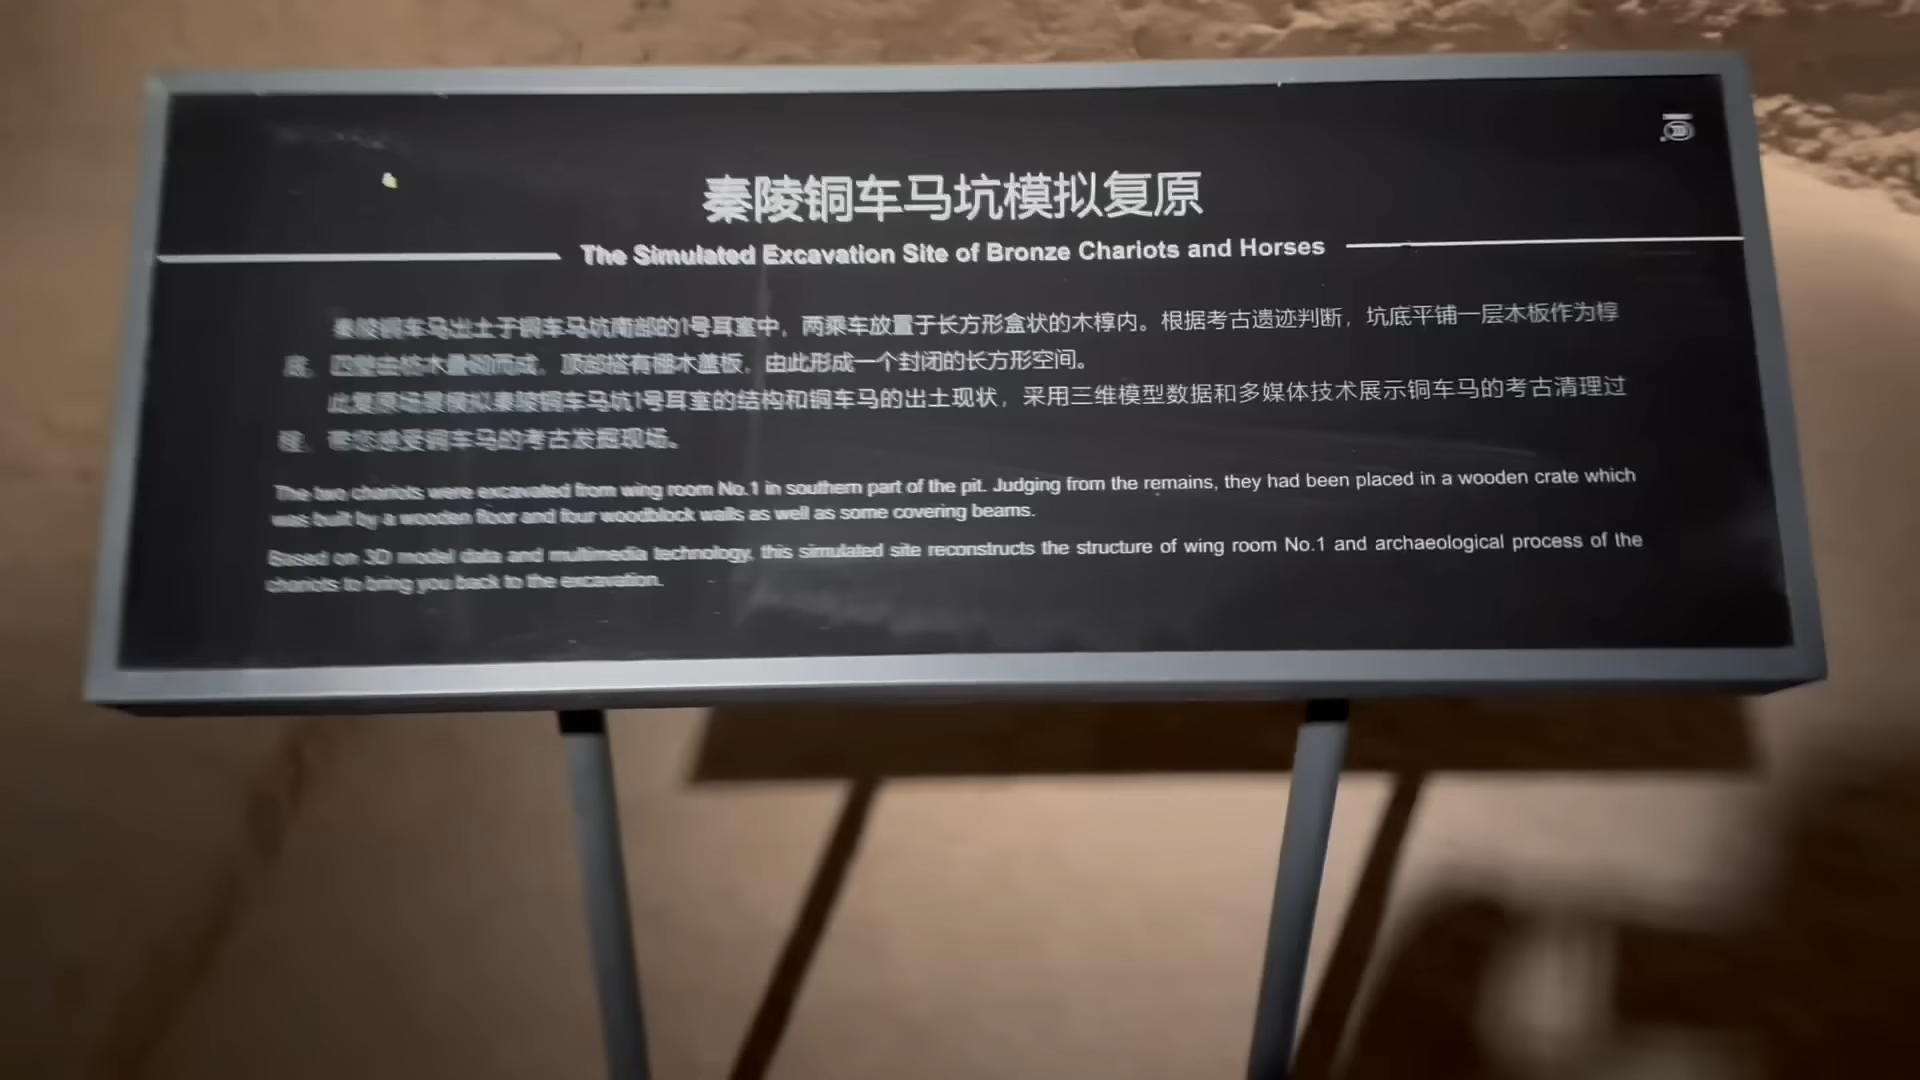 秦陵铜车马坑模拟复原
The Simulated Excavation Site of Bronze Chariots and Horses
秦陵铜车马出土于铜车马坑南部的1号耳室中，两乘车放置于长方形盒状的木椁内。根据考古遗迹判断，坑底平铺一层木板作为椁
底，四壁由枋木叠砌而成，顶部搭有棚木盖板，由此形成一个封闭的长方形空间。
此复原场景模拟秦陵铜车马坑1号耳室的结构和铜车马的出土现状，采用三维模型数据和多媒体技术展示铜车马的考古清理过
程，带您感受铜车马的考古发掘现场。
The two chariots were excavated from wing room No.1 in southern part of the pit. Judging from the remains, they had been placed in a wooden crate which
was built by a wooden floor and four woodblock walls as well as some covering beams.
Based on 3D model data and multimedia technology, this simulated site reconstructs the structure of wing room No.1 and archaeological process of the
chariots to bring you back to the excavation.